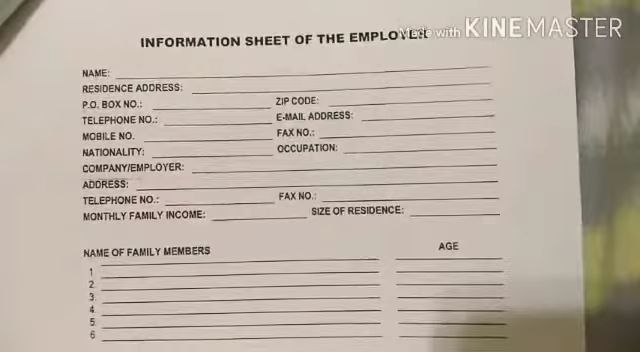 Made with KINEMASTER
INFORMATION SHEET OF THE EMPLOYER
NAME:
RESIDENCE ADDRESS:
P.O. BOX NO.: ZIP CODE:
TELEPHONE NO.: E-MAIL ADDRESS:
MOBILE NO. FAX NO.:
NATIONALITY: OCCUPATION:
COMPANY/EMPLOYER:
ADDRESS:
TELEPHONE NO.: FAX NO.:
MONTHLY FAMILY INCOME: SIZE OF RESIDENCE:
NAME OF FAMILY MEMBERS AGE
1
2.
3.
4.
5.
6